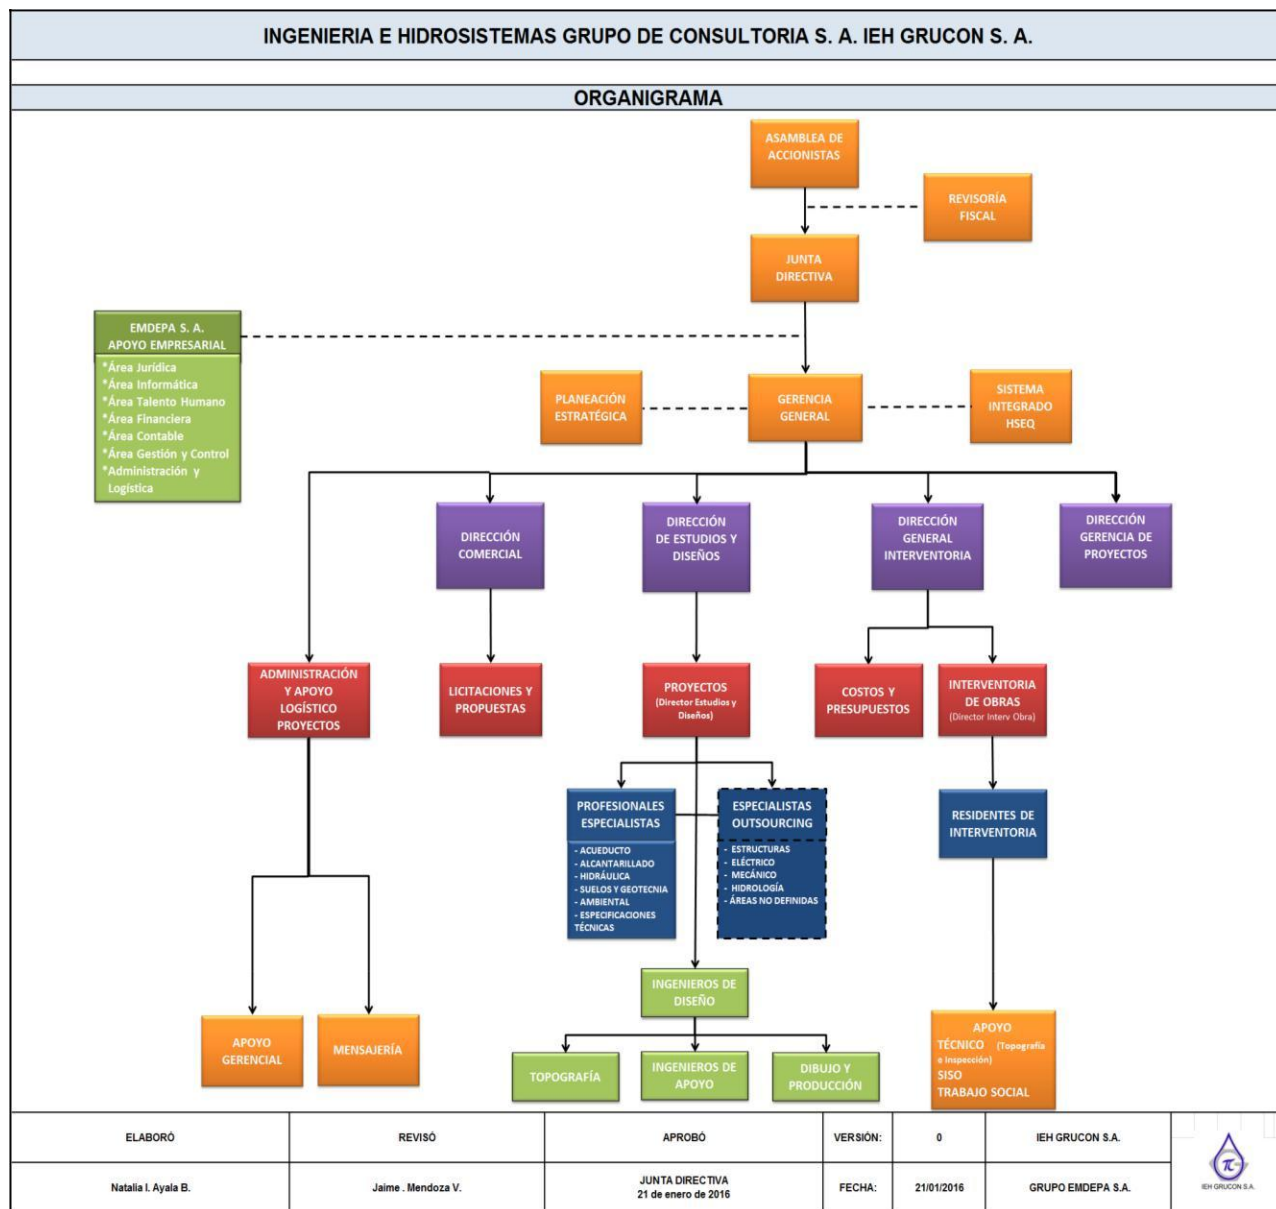 INGENIERIA E HIDROSISTEMAS GRUPO DE CONSULTORIA S. A. IEH GRUCON S. A.
ORGANIGRAMA
ASAMBLEA DE
ACCIONISTAS
REVISORÍA
FISCAL
JUNTA
DIRECTIVA
EMDEPA S. A.
APOYO EMPRESARIAL
*Área Jurídica
*Área Informática
*Área Talento Humano
*Área Financiera
*Área Contable
*Área Gestión y Control
*Administración y
Logística
PLANEACIÓN
ESTRATÉGICA
GERENCIA
GENERAL
SISTEMA
INTEGRADO
HSEQ
DIRECCIÓN
COMERCIAL
DIRECCIÓN
DE ESTUDIOS Y
DISEÑOS
DIRECCIÓN
GENERAL
INTERVENTORIA
DIRECCIÓN
GERENCIA DE
PROYECTOS
ADMINISTRACIÓN
Y APOYO
LOGÍSTICO
PROYECTOS
LICITACIONES Y
PROPUESTAS
PROYECTOS
(Director Estudios y
Diseños)
COSTOS Y
PRESUPUESTOS
INTERVENTORIA
DE OBRAS
(Director Interv Obra)
PROFESIONALES
ESPECIALISTAS
- ACUEDUCTO
- ALCANTARILLADO
- HIDRÁULICA
- SUELOS Y GEOTECNIA
- AMBIENTAL
- ESPECIFICACIONES
TÉCNICAS
ESPECIALISTAS
OUTSOURCING
- ESTRUCTURAS
- ELÉCTRICO
- MECÁNICO
- HIDROLOGÍA
- ÁREAS NO DEFINIDAS
RESIDENTES DE
INTERVENTORIA
INGENIEROS DE
DISEÑO
APOYO
GERENCIAL
MENSAJERÍA
TOPOGRAFÍA
INGENIEROS DE
APOYO
DIBUJO Y
PRODUCCIÓN
APOYO
TÉCNICO (Topografía
o Inspección)
SISO
TRABAJO SOCIAL
ELABORÓ REVISÓ APROBÓ VERSIÓN: 0 IEH GRUCON S.A.
Natalia I. Ayala B. Jaime . Mendoza V. JUNTA DIRECTIVA
21 de enero de 2016 FECHA: 21/01/2016 GRUPO EMDEPA S.A.
IEH GRUCON S.A.